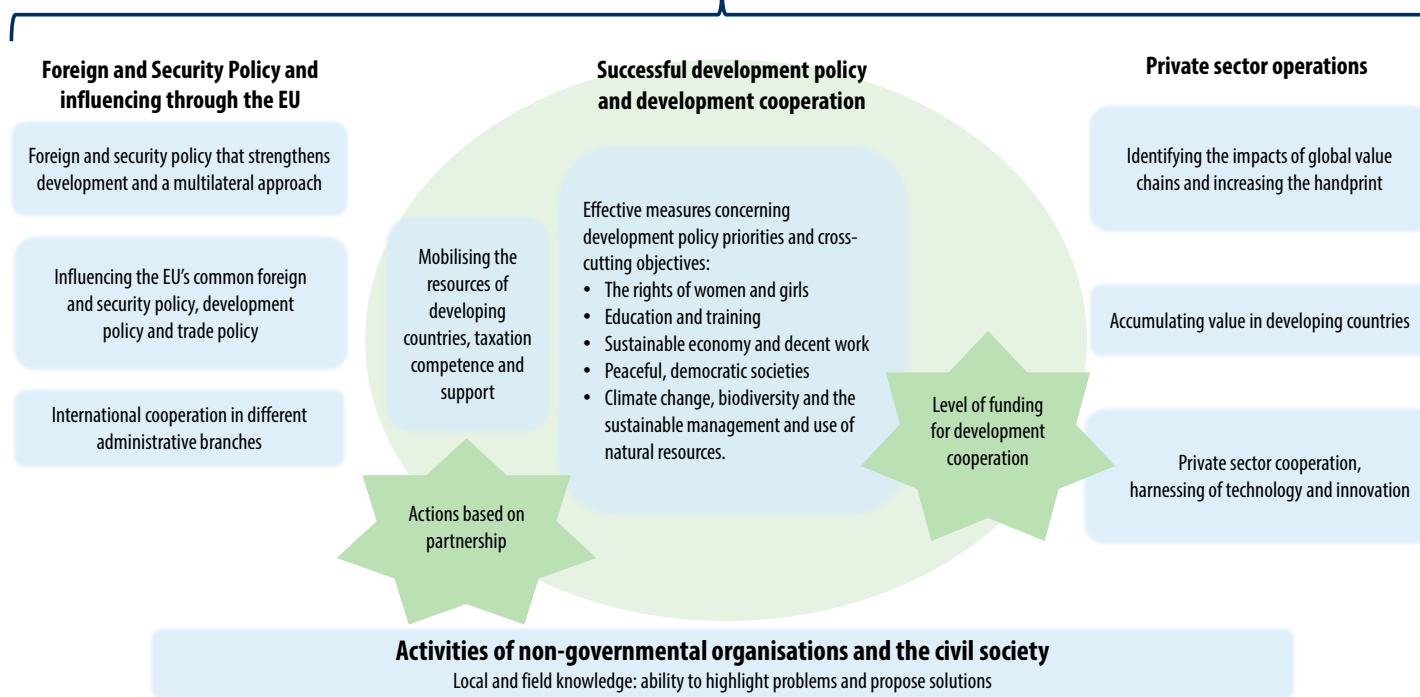 Foreign and Security Policy and
influencing through the EU
Foreign and security policy that strengthens
development and a multilateral approach
Influencing the EU's common foreign
and security policy, development
policy and trade policy
International cooperation in different
administrative branches
Successful development policy
and development cooperation
Mobilising the
resources of
developing
countries, taxation
competence and
support
Effective measures concerning
development policy priorities and cross-
cutting objectives:
• The rights of women and girls
• Education and training
• Sustainable economy and decent work
• Peaceful, democratic societies
• Climate change, biodiversity and the
sustainable management and use of
natural resources.
Actions based on
partnership
Level of funding
for development
cooperation
Private sector operations
Identifying the impacts of global value
chains and increasing the handprint
Accumulating value in developing countries
Private sector cooperation,
harnessing of technology and innovation
Activities of non-governmental organisations and the civil society
Local and field knowledge: ability to highlight problems and propose solutions